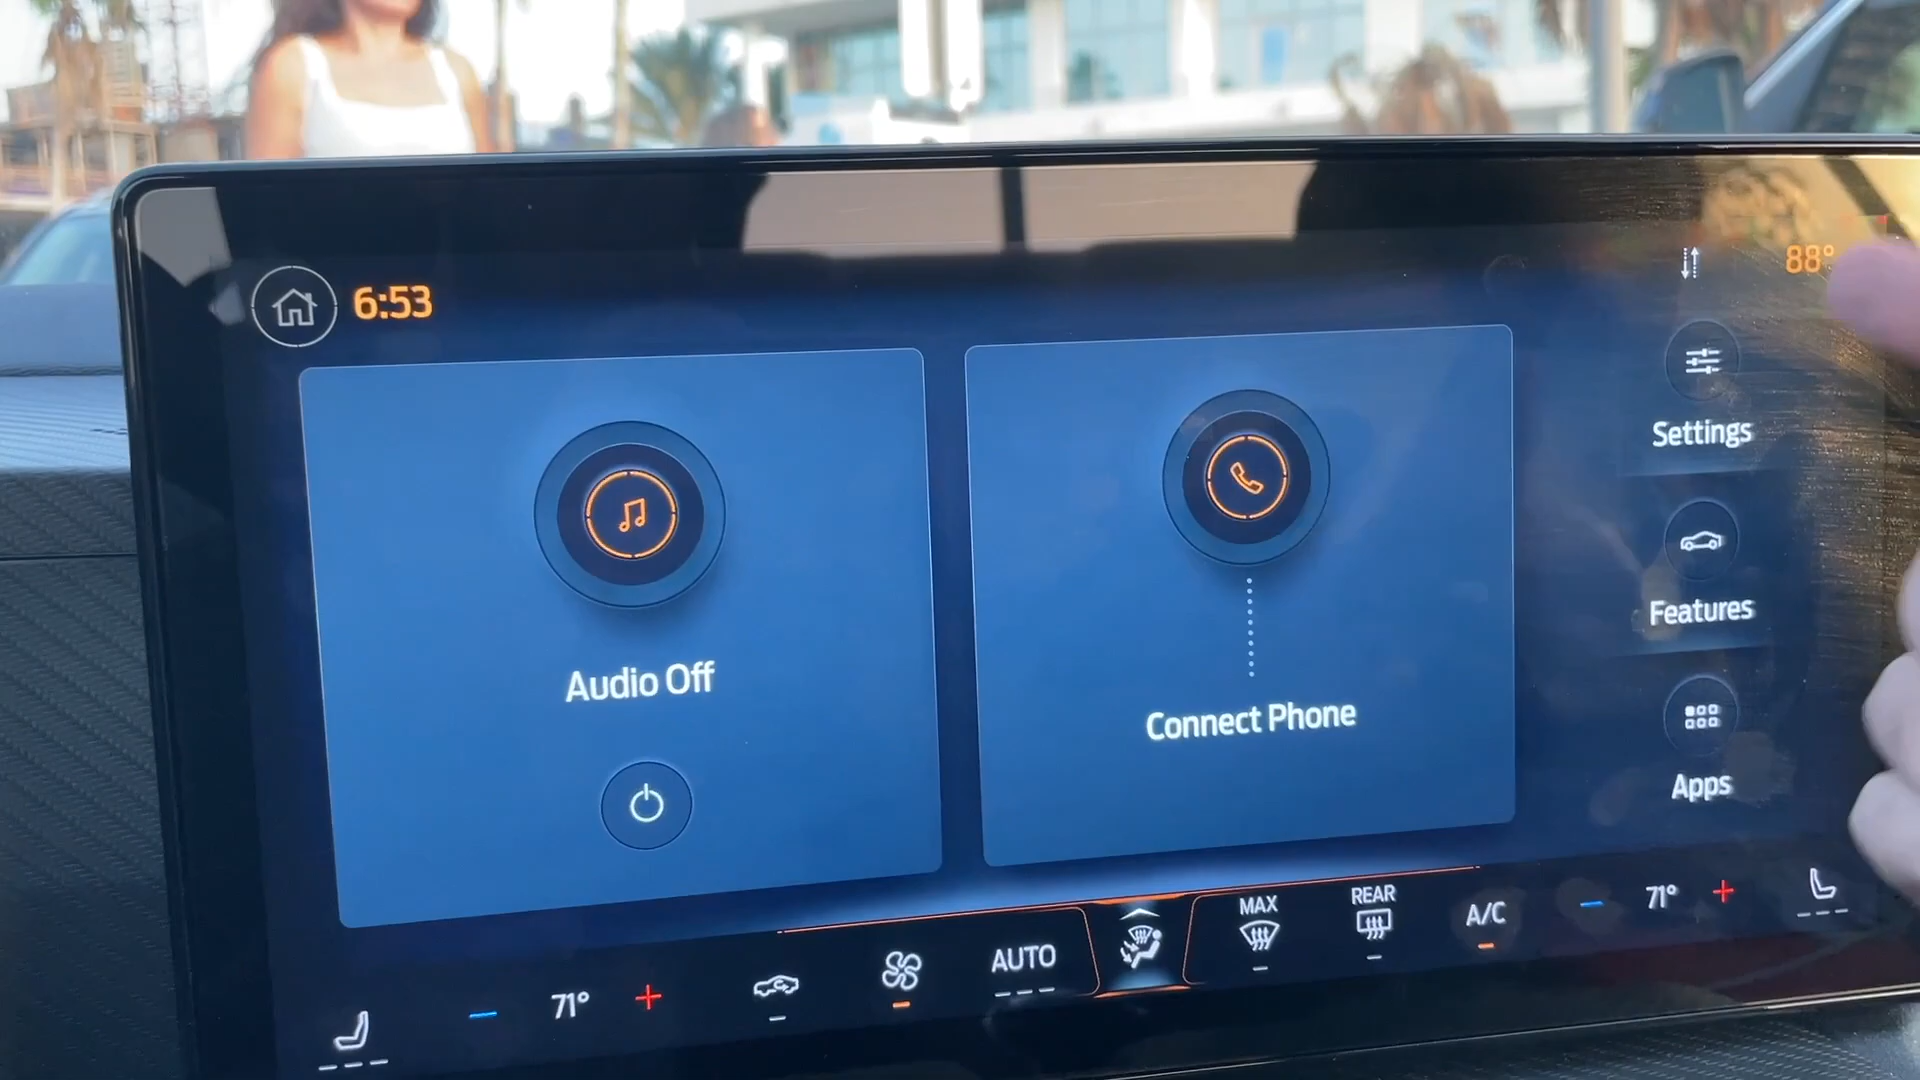 6:53
88°
Settings
Features
Apps
Audio Off
Connect Phone
71°
AUTO
MAX
REAR
A/C
71°